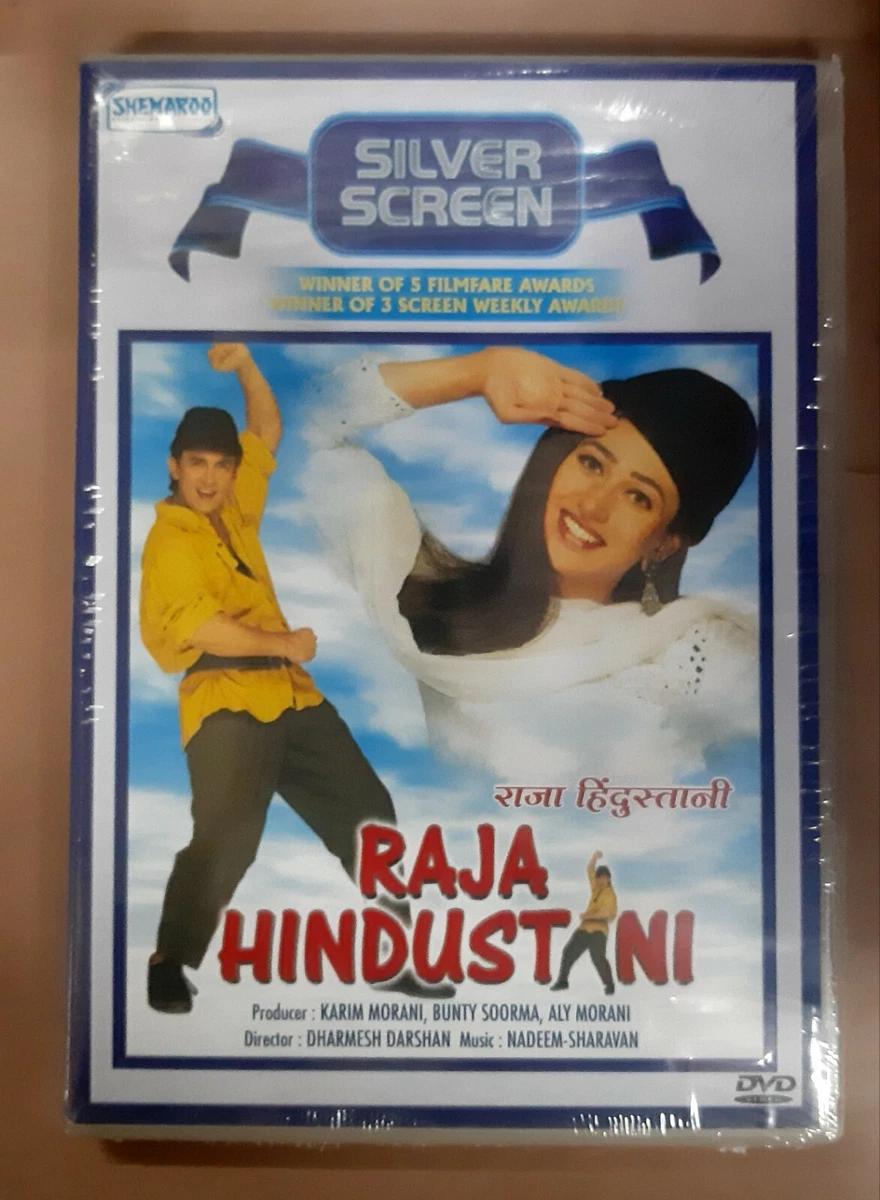 SHEMAROO
SILVER
SCREEN
WINNER OF 5 FILMFARE AWARDS
WINNER OF 3 SCREEN WEEKLY AWARDS
राजा हिंदुस्तानी
RAJA
HINDUSTANI
Producer : KARIM MORANI, BUNTY SOORMA, ALY MORANI
Director : DHARMESH DARSHAN Music : NADEEM-SHARAVAN
DVD
VIDEO